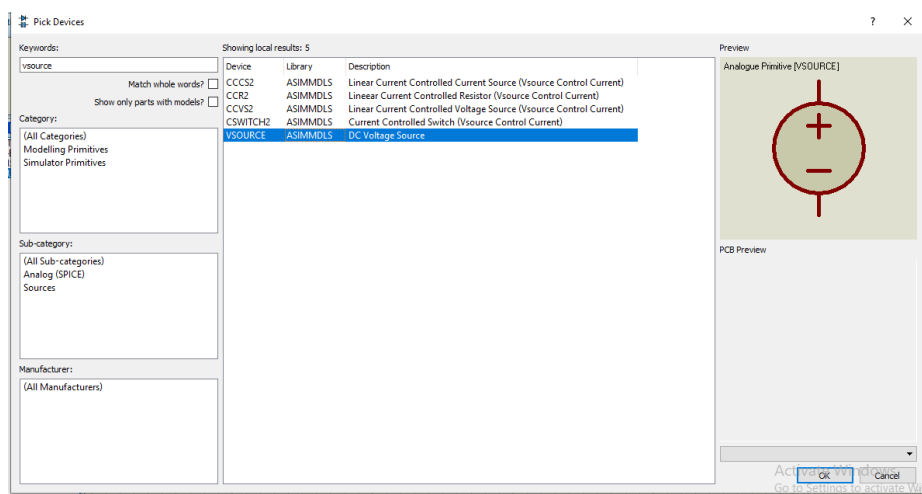 Pick Devices
? ×
Keywords:
vsource
Match whole words?
Show only parts with models?
Category:
(All Categories)
Modelling Primitives
Simulator Primitives
Sub-category:
(All Sub-categories)
Analog (SPICE)
Sources
Manufacturer:
(All Manufacturers)
Showing local results: 5
Device Library Description
CCCS2 ASIMMDLS Linear Current Controlled Current Source (Vsource Control Current)
CCR2 ASIMMDLS Lineear Current Controlled Resistor (Vsource Control Current)
CCVS2 ASIMMDLS Linear Current Controlled Voltage Source (Vsource Control Current)
CSWITCH2 ASIMMDLS Current Controlled Switch (Vsource Control Current)
VSOURCE ASIMMDLS DC Voltage Source
Preview
Analogue Primitive [VSOURCE]
+
−
PCB Preview
Activate Windows
OK Cancel
Go to Settings to activate